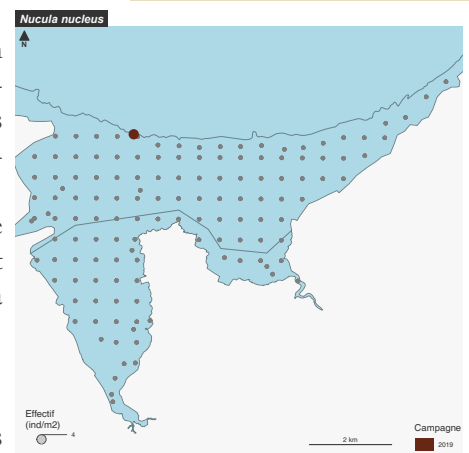 Nucula nucleus
N
Effectif
(ind/m2)
4
2 km
Campagne
2019